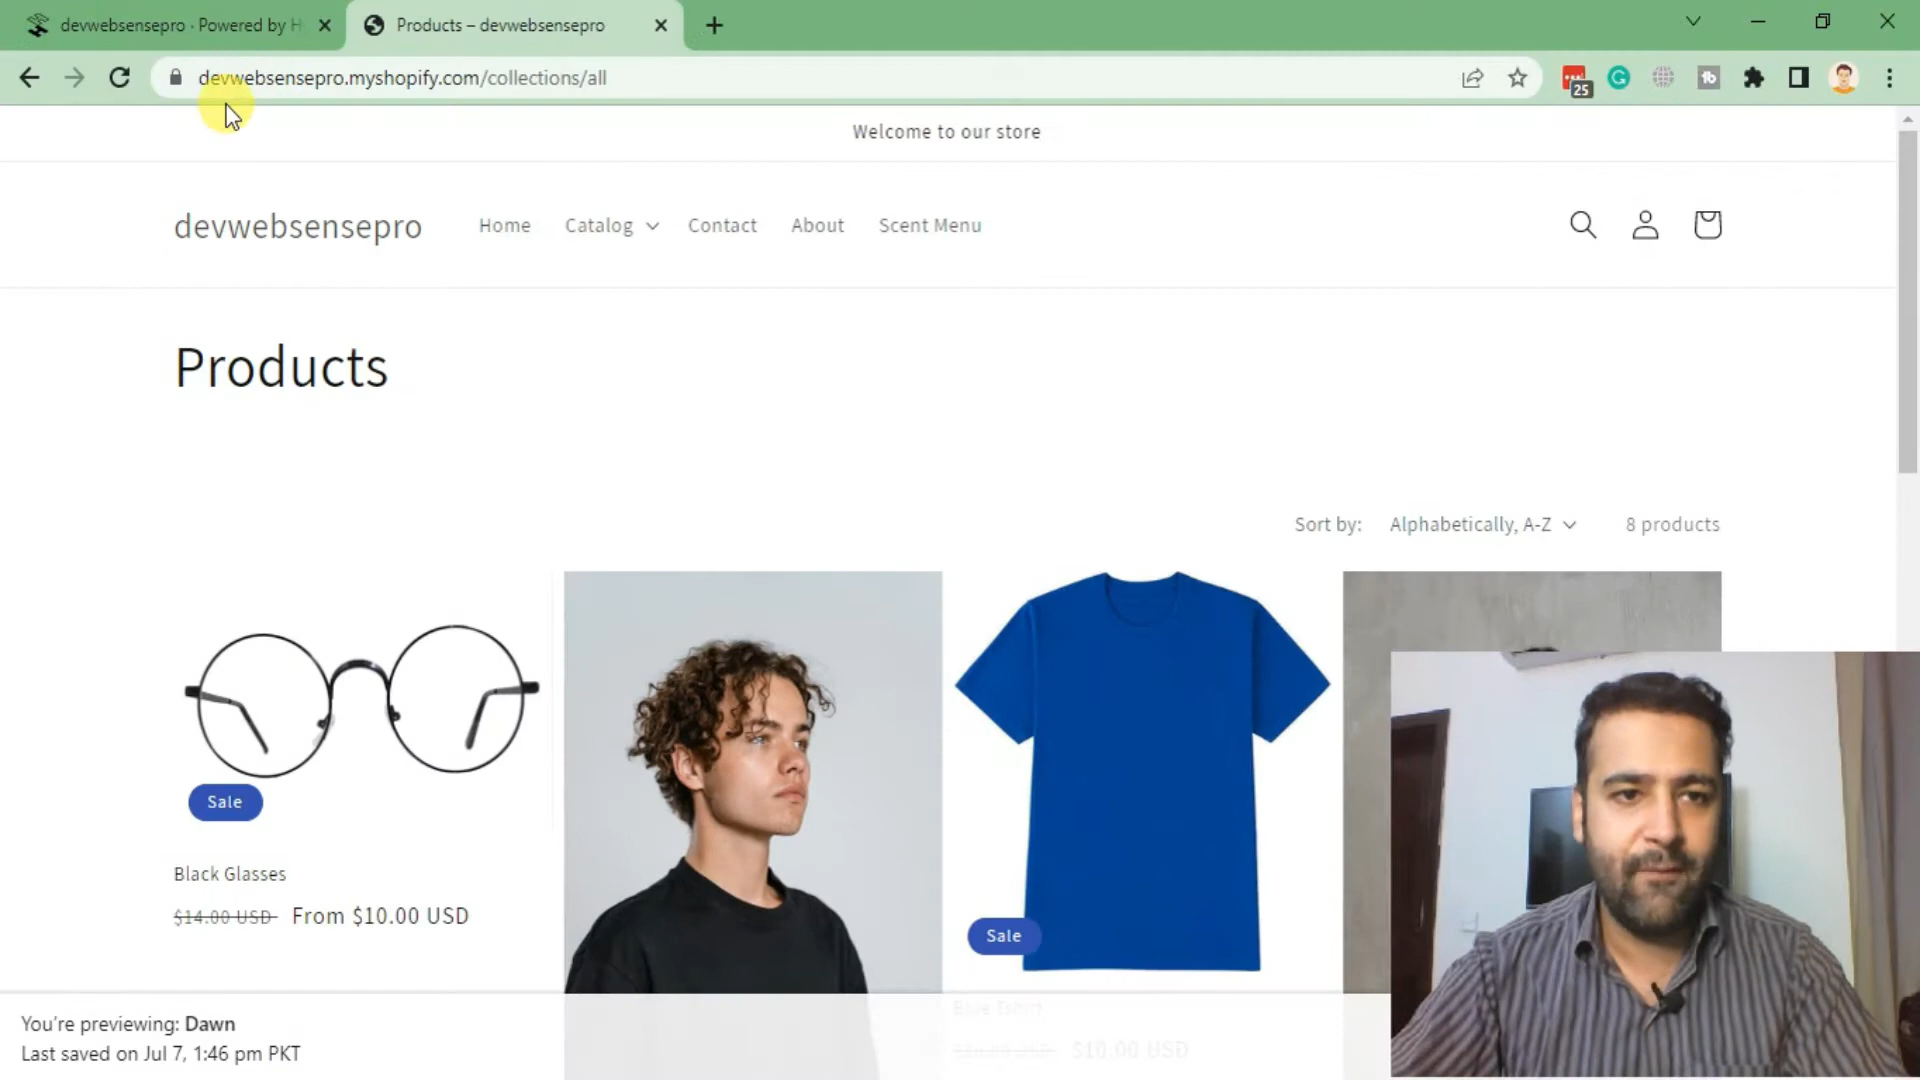 devwebsensepro · Powered by H
Products – devwebsensepro
devwebsensepro.myshopify.com/collections/all
25
Welcome to our store
devwebsensepro
Home
Catalog
Contact
About
Scent Menu
Products
Sort by:
Alphabetically, A-Z
8 products
Sale
Sale
Black Glasses
$14.00 USD From $10.00 USD
$10.00 USD
You're previewing: Dawn
Last saved on Jul 7, 1:46 pm PKT